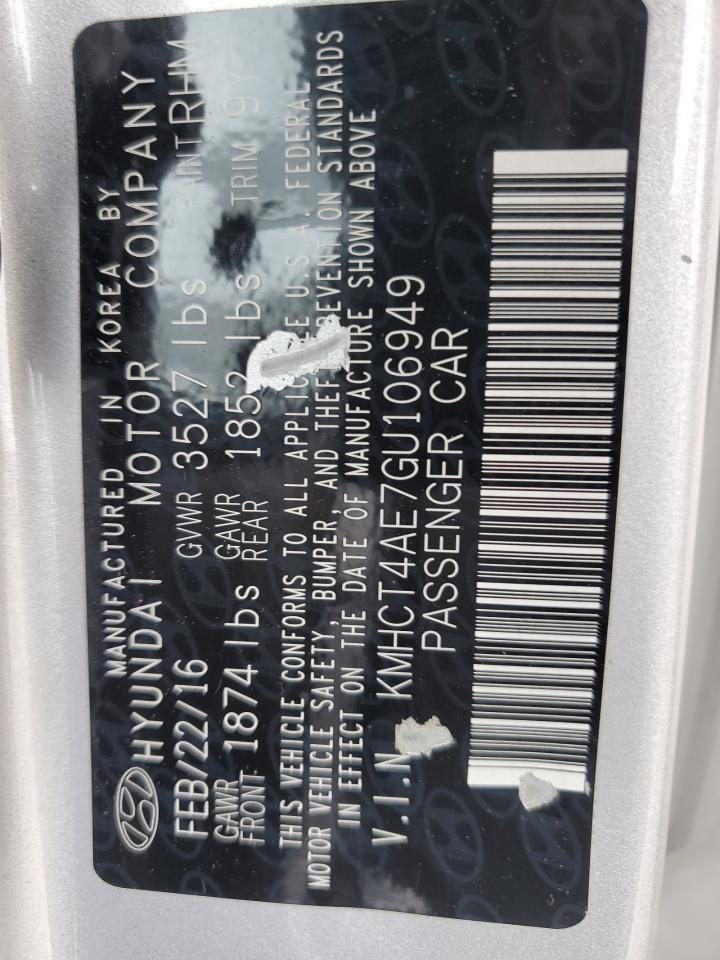 MANUFACTURED IN KOREA BY
HYUNDAI MOTOR COMPANY
FEB/22/16 GVWR 3527 lbs PAINT RHM
GAWR FRONT 1874 lbs GAWR REAR 1852 lbs TRIM 9Y
THIS VEHICLE CONFORMS TO ALL U.S.A. FEDERAL
MOTOR VEHICLE SAFETY, BUMPER, AND STANDARDS
IN EFFECT ON THE DATE OF MANUFACTURE SHOWN ABOVE
V.I.N KMHCT4AE7GU106949
PASSENGER CAR